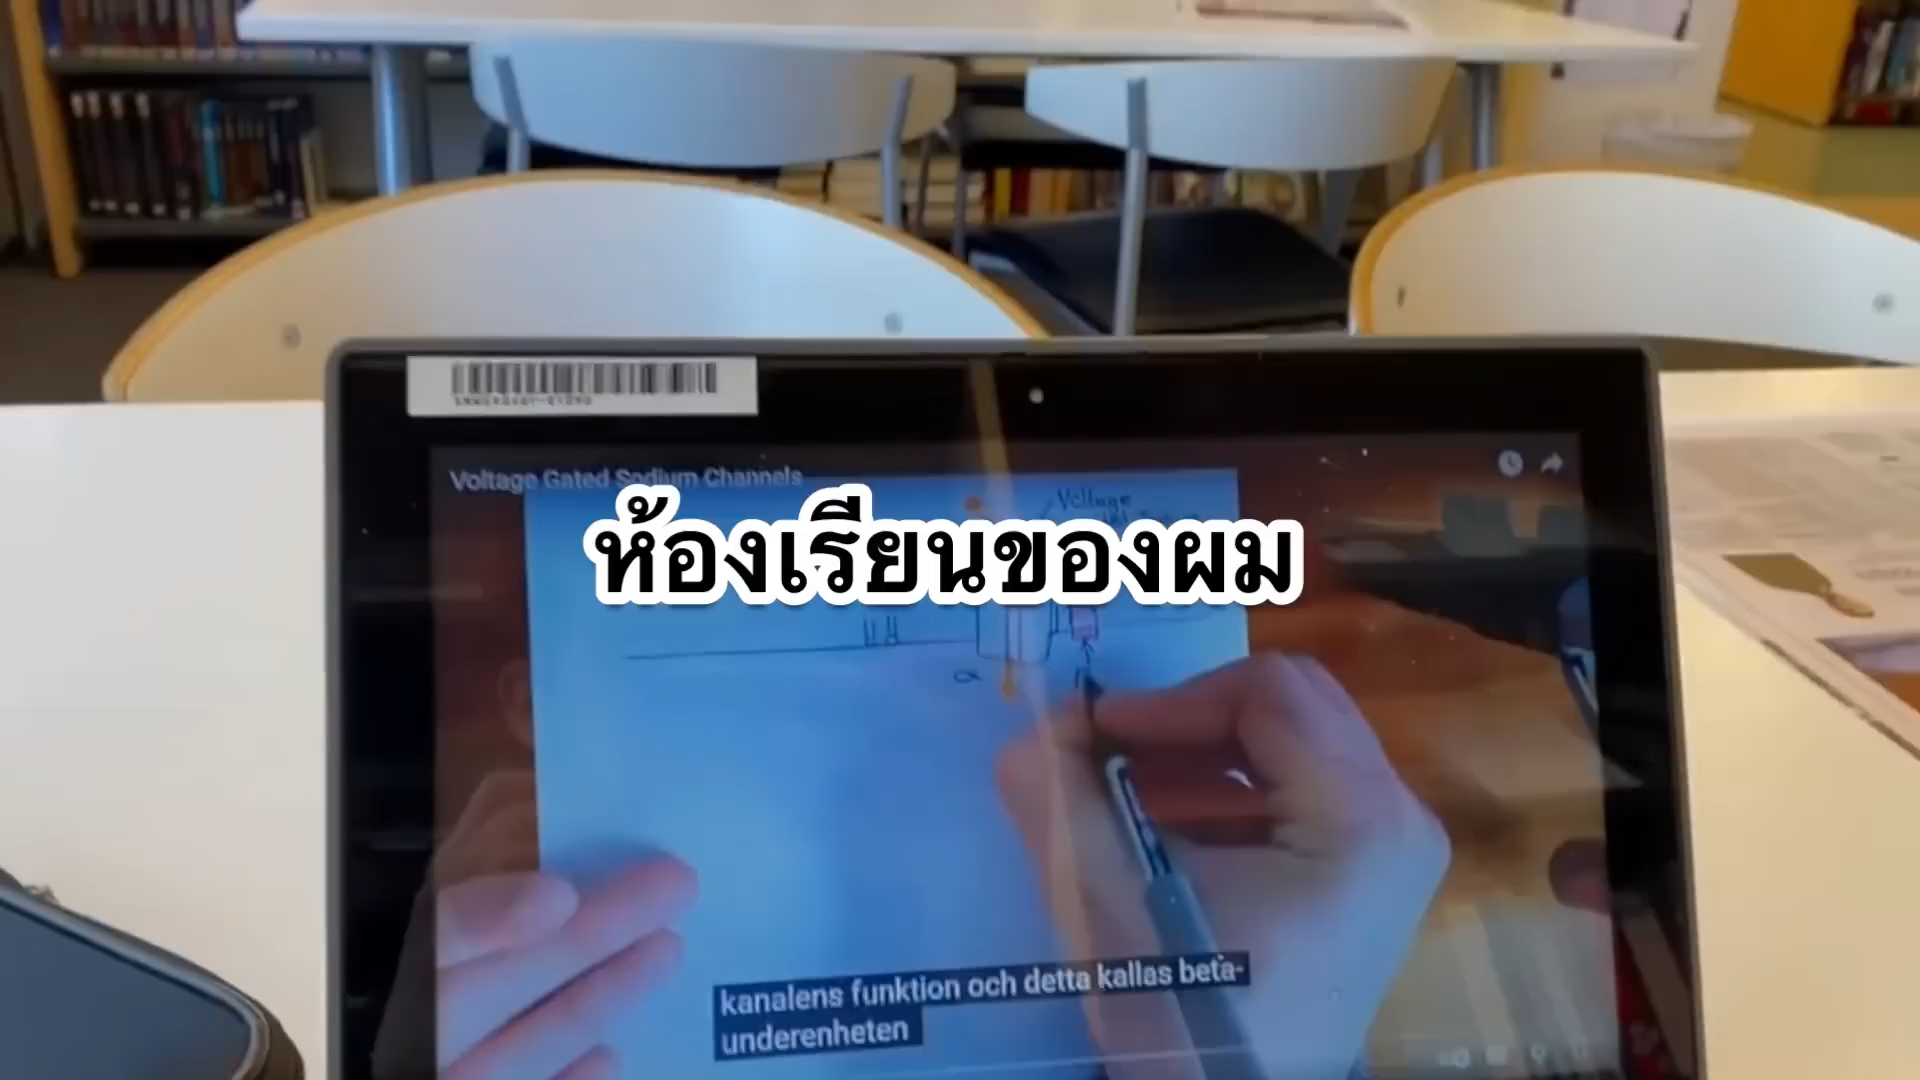 Voltage Gated Sodium Channels
Voltage
ห้องเรียนของผม
a
kanalens funktion och detta kallas beta-
underenheten